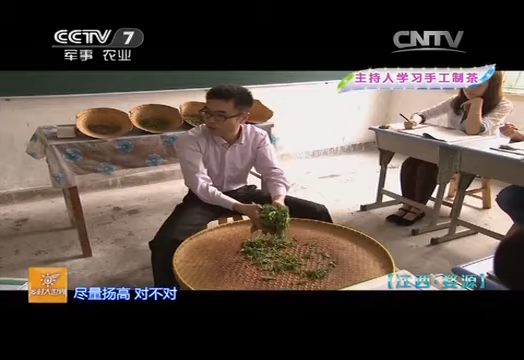 CCTV 7
军事 农业
CNTV
主持人学习手工制茶
尽量扬高 对不对
【江西 婺源】